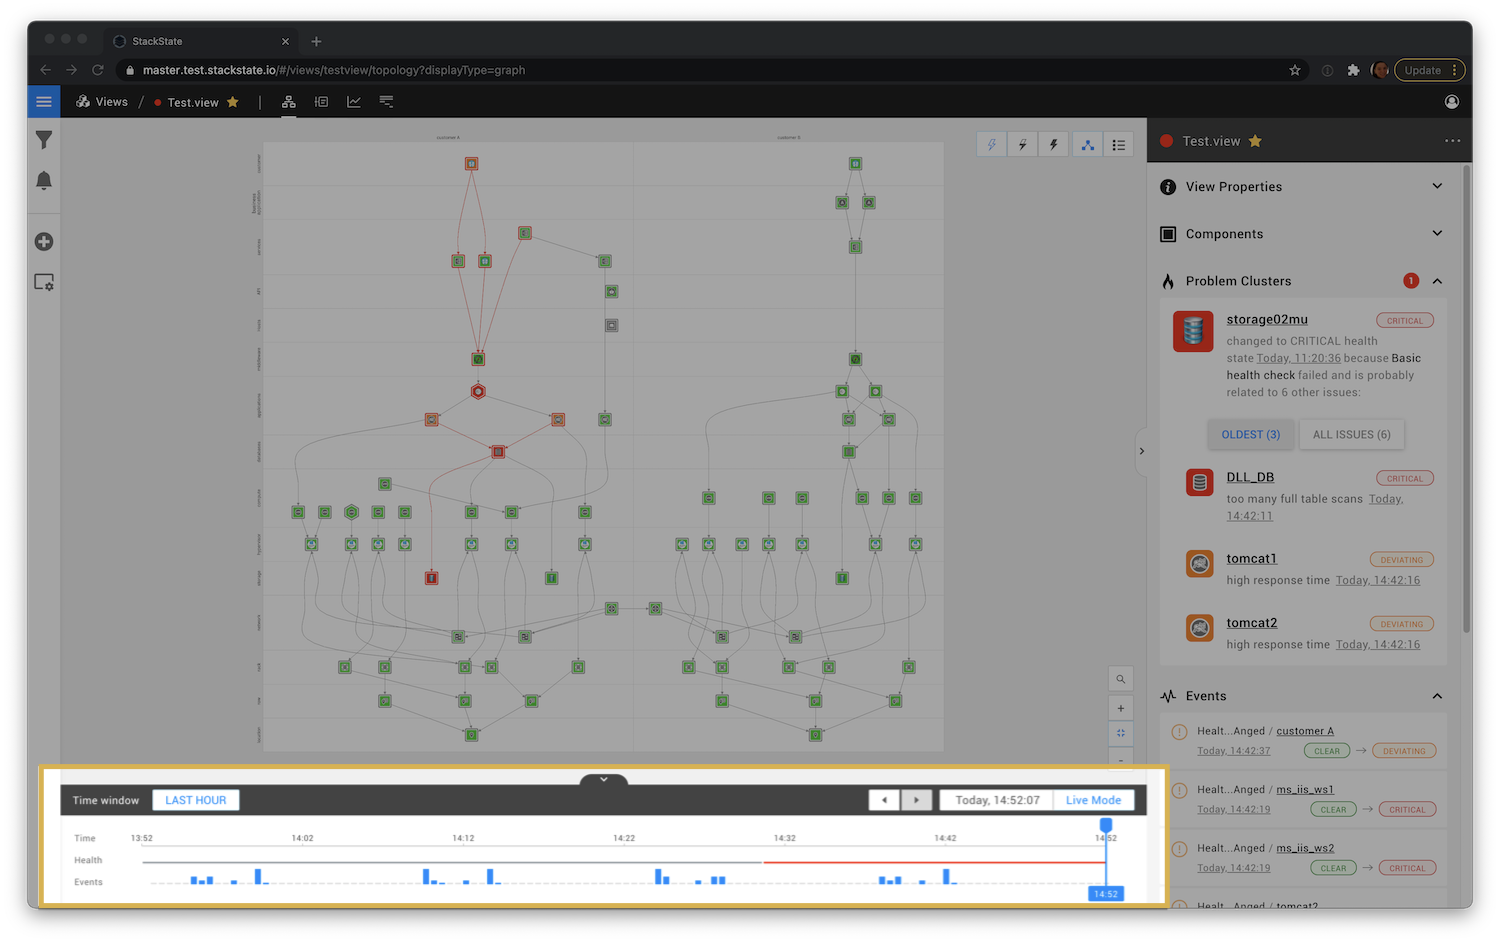 StackState
master.test.stackstate.io/#/views/testview/topology?displayType=graph
Update
Views / Test.view
customer A
customer B
Test.view
View Properties
Components
Problem Clusters 1
storage02mu CRITICAL
changed to CRITICAL health
state Today, 11:20:36 because Basic
health check failed and is probably
related to 6 other issues:
OLDEST (3) ALL ISSUES (6)
DLL_DB CRITICAL
too many full table scans Today,
14:42:11
tomcat1 DEVIATING
high response time Today, 14:42:16
tomcat2 DEVIATING
high response time Today, 14:42:16
Events
Healt...Anged / customer A
Today, 14:42:37 CLEAR → DEVIATING
Healt...Anged / ms_iis_ws1
Today, 14:42:19 CLEAR → CRITICAL
Healt...Anged / ms_iis_ws2
Today, 14:42:19 CLEAR → CRITICAL
Healt...Anged / tomcat2
Time window LAST HOUR Today, 14:52:07 Live Mode
Time 13:52 14:02 14:12 14:22 14:32 14:42 14:52
Health
Events
14:52